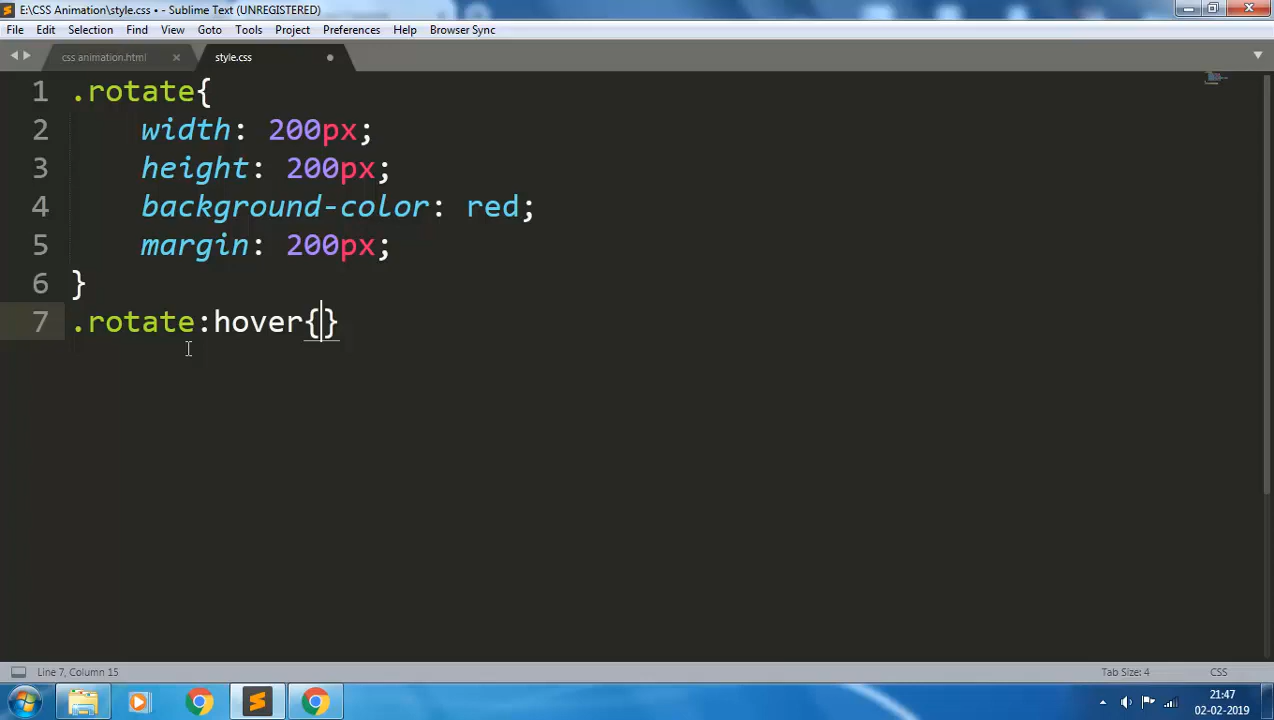 E:\CSS Animation\style.css • - Sublime Text (UNREGISTERED)
File Edit Selection Find View Goto Tools Project Preferences Help Browser Sync
css animation.html style.css
1 .rotate{
2 width: 200px;
3 height: 200px;
4 background-color: red;
5 margin: 200px;
6 }
7 .rotate:hover{}
Line 7, Column 15 Tab Size: 4 CSS
21:47
02-02-2019